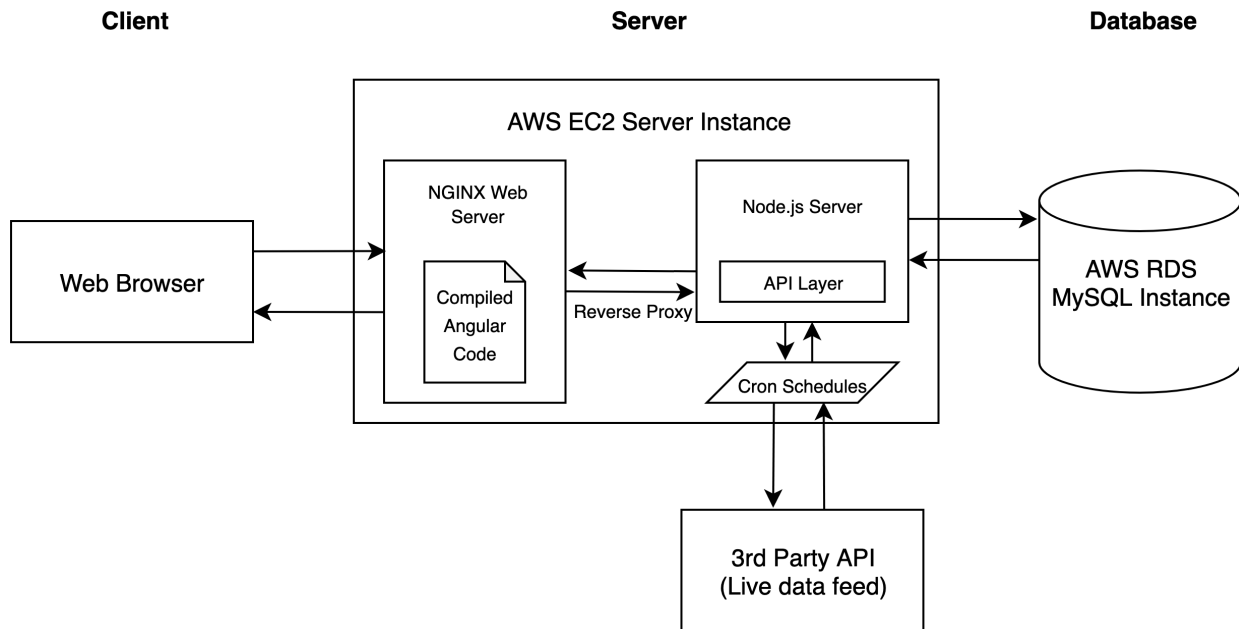 Client
Server
Database
AWS EC2 Server Instance
NGINX Web
Server
Compiled
Angular
Code
Reverse Proxy
Node.js Server
API Layer
Cron Schedules
Web Browser
AWS RDS
MySQL Instance
3rd Party API
(Live data feed)